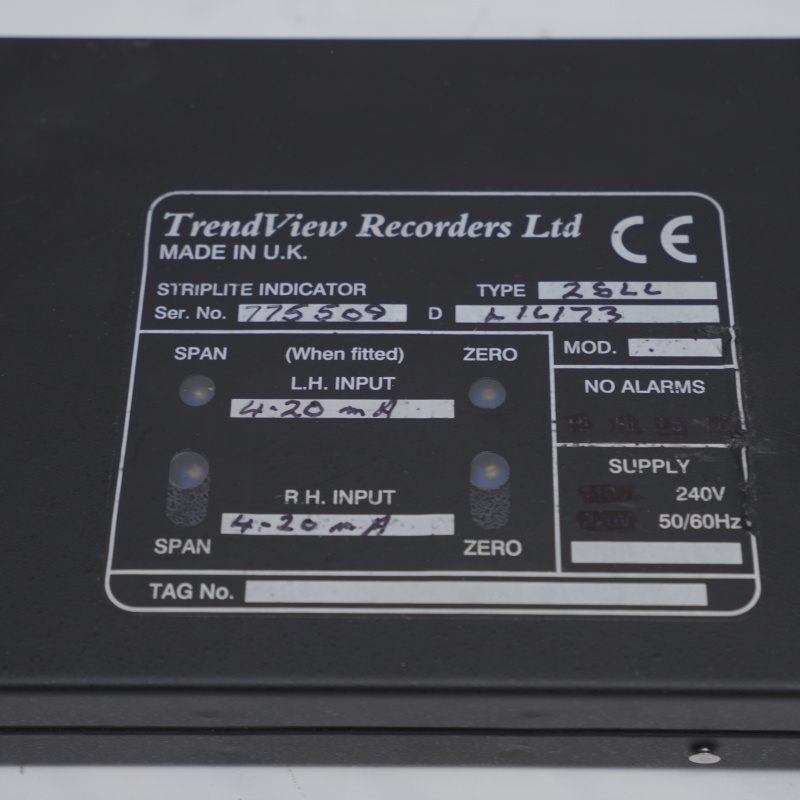 TrendView Recorders Ltd CE
MADE IN U.K.
STRIPLITE INDICATOR TYPE 2SLL
Ser. No. 775509 D L16173
SPAN (When fitted) ZERO
L.H. INPUT
4-20 mA
R.H. INPUT
4-20 mA
SPAN ZERO
MOD.
NO ALARMS
SUPPLY
240V
50/60Hz
TAG No.